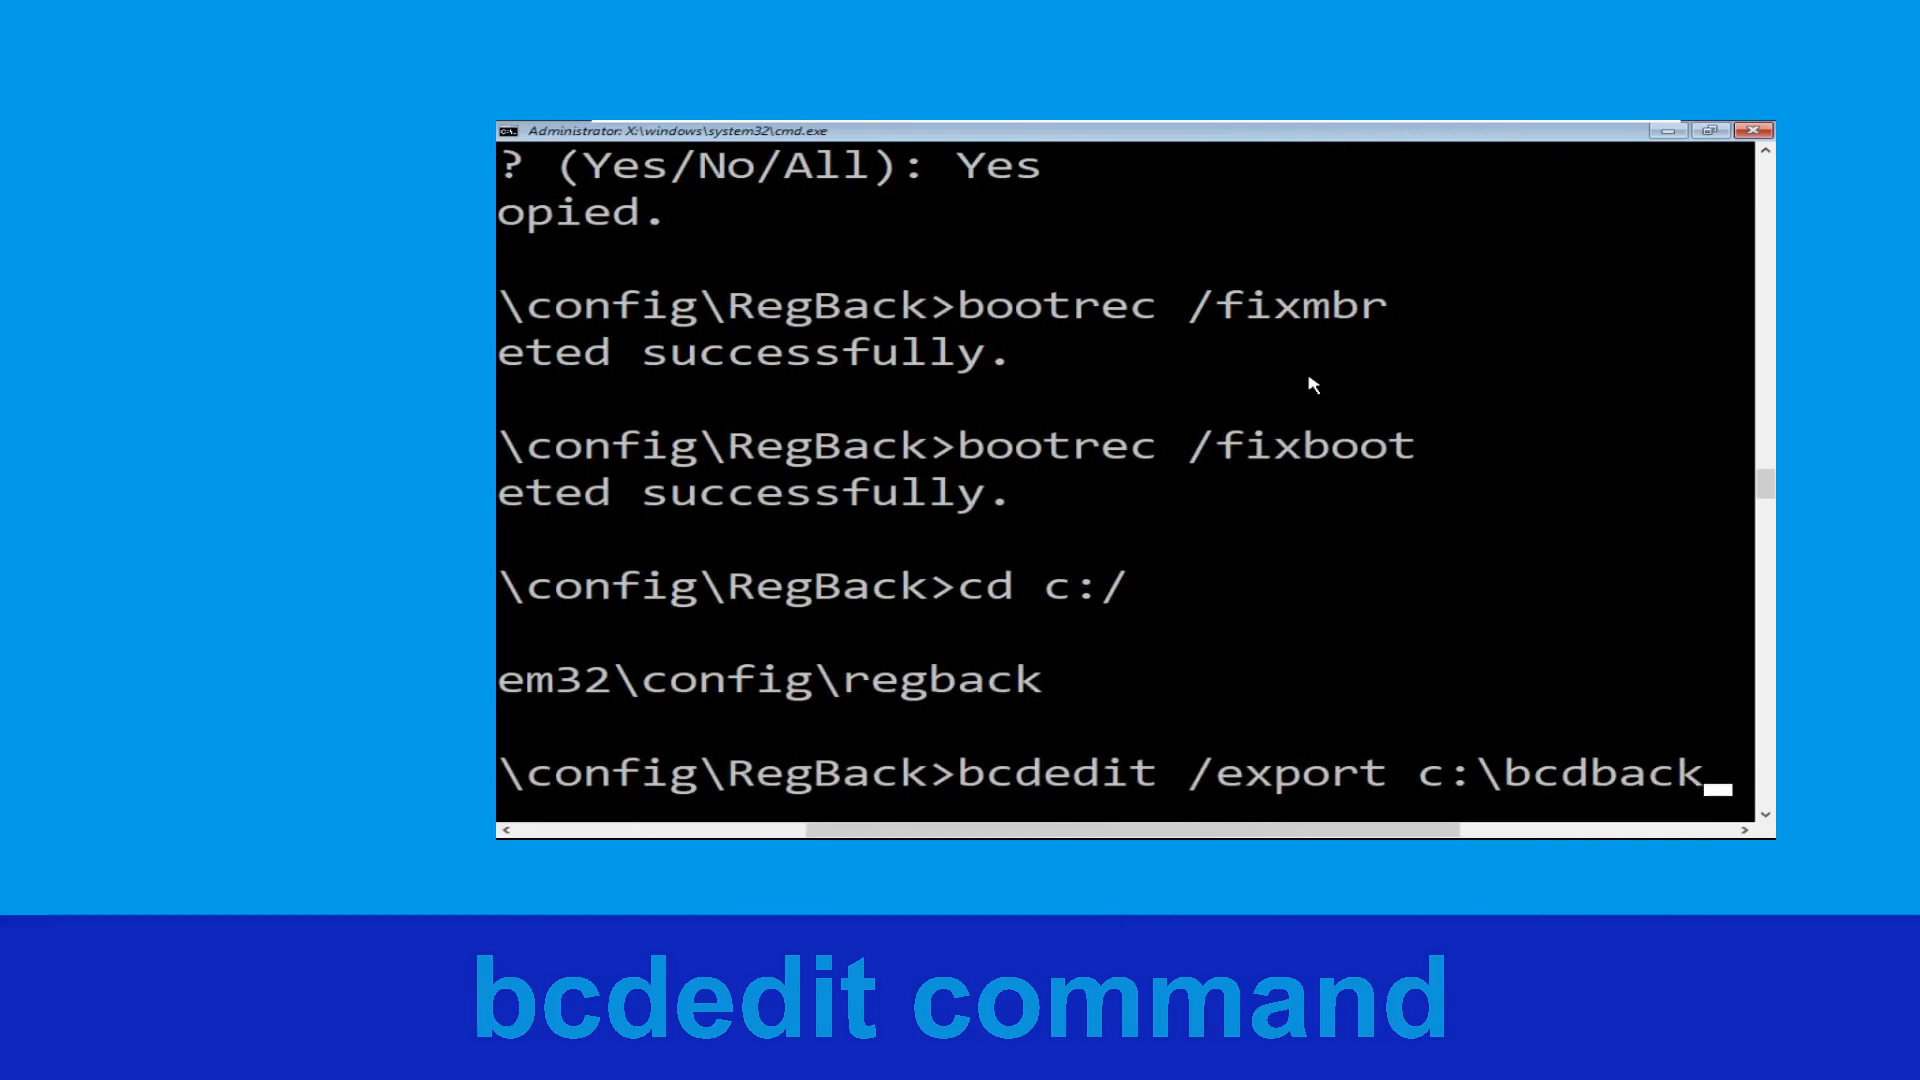 Administrator: X:\windows\system32\cmd.exe
? (Yes/No/All): Yes
opied.
\config\RegBack>bootrec /fixmbr
eted successfully.
\config\RegBack>bootrec /fixboot
eted successfully.
\config\RegBack>cd c:/
em32\config\regback
\config\RegBack>bcdedit /export c:\bcdback
bcdedit command